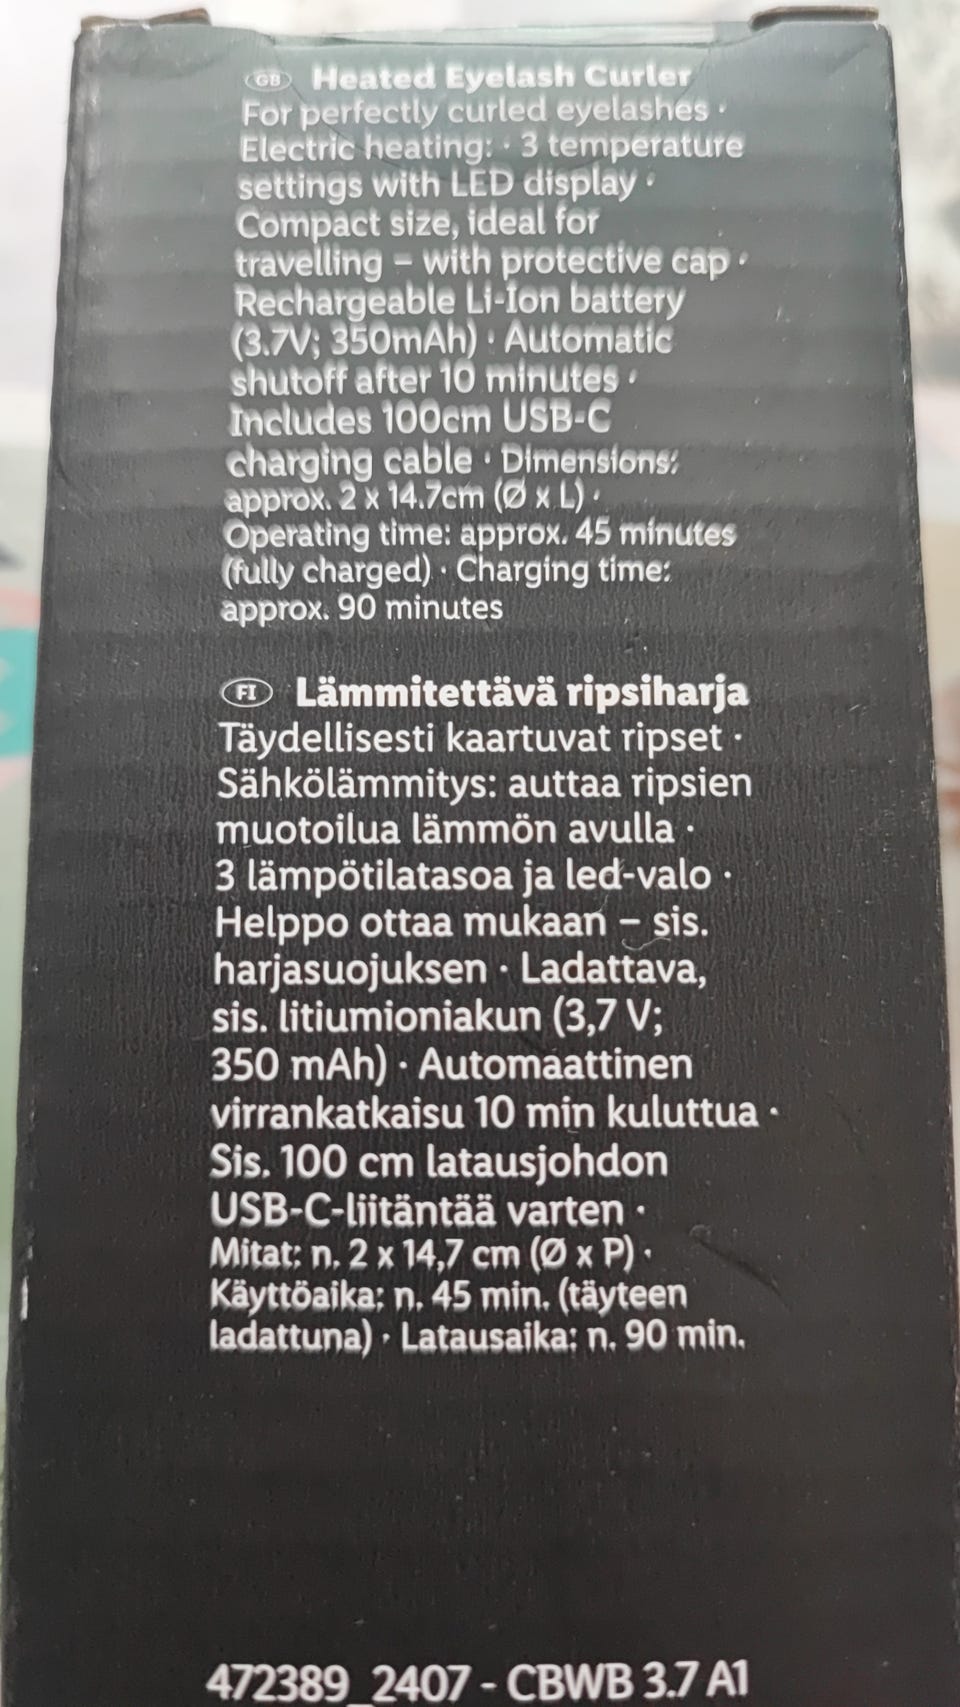 GB Heated Eyelash Curler
For perfectly curled eyelashes ·
Electric heating: · 3 temperature
settings with LED display ·
Compact size, ideal for
travelling – with protective cap ·
Rechargeable Li-Ion battery
(3.7V; 350mAh) · Automatic
shutoff after 10 minutes ·
Includes 100cm USB-C
charging cable · Dimensions:
approx. 2 x 14.7cm (Ø x L) ·
Operating time: approx. 45 minutes
(fully charged) · Charging time:
approx. 90 minutes
FI Lämmitettävä ripsiharja
Täydellisesti kaartuvat ripset ·
Sähkölämmitys: auttaa ripsien
muotoilua lämmön avulla ·
3 lämpötilatasoa ja led-valo ·
Helppo ottaa mukaan – sis.
harjasuojuksen · Ladattava,
sis. litiumioniakun (3,7 V;
350 mAh) · Automaattinen
virrankatkaisu 10 min kuluttua ·
Sis. 100 cm latausjohdon
USB-C-liitäntää varten ·
Mitat: n. 2 x 14,7 cm (Ø x P) ·
Käyttöaika: n. 45 min. (täyteen
ladattuna) · Latausaika: n. 90 min.
472389_2407 - CBWB 3.7 A1